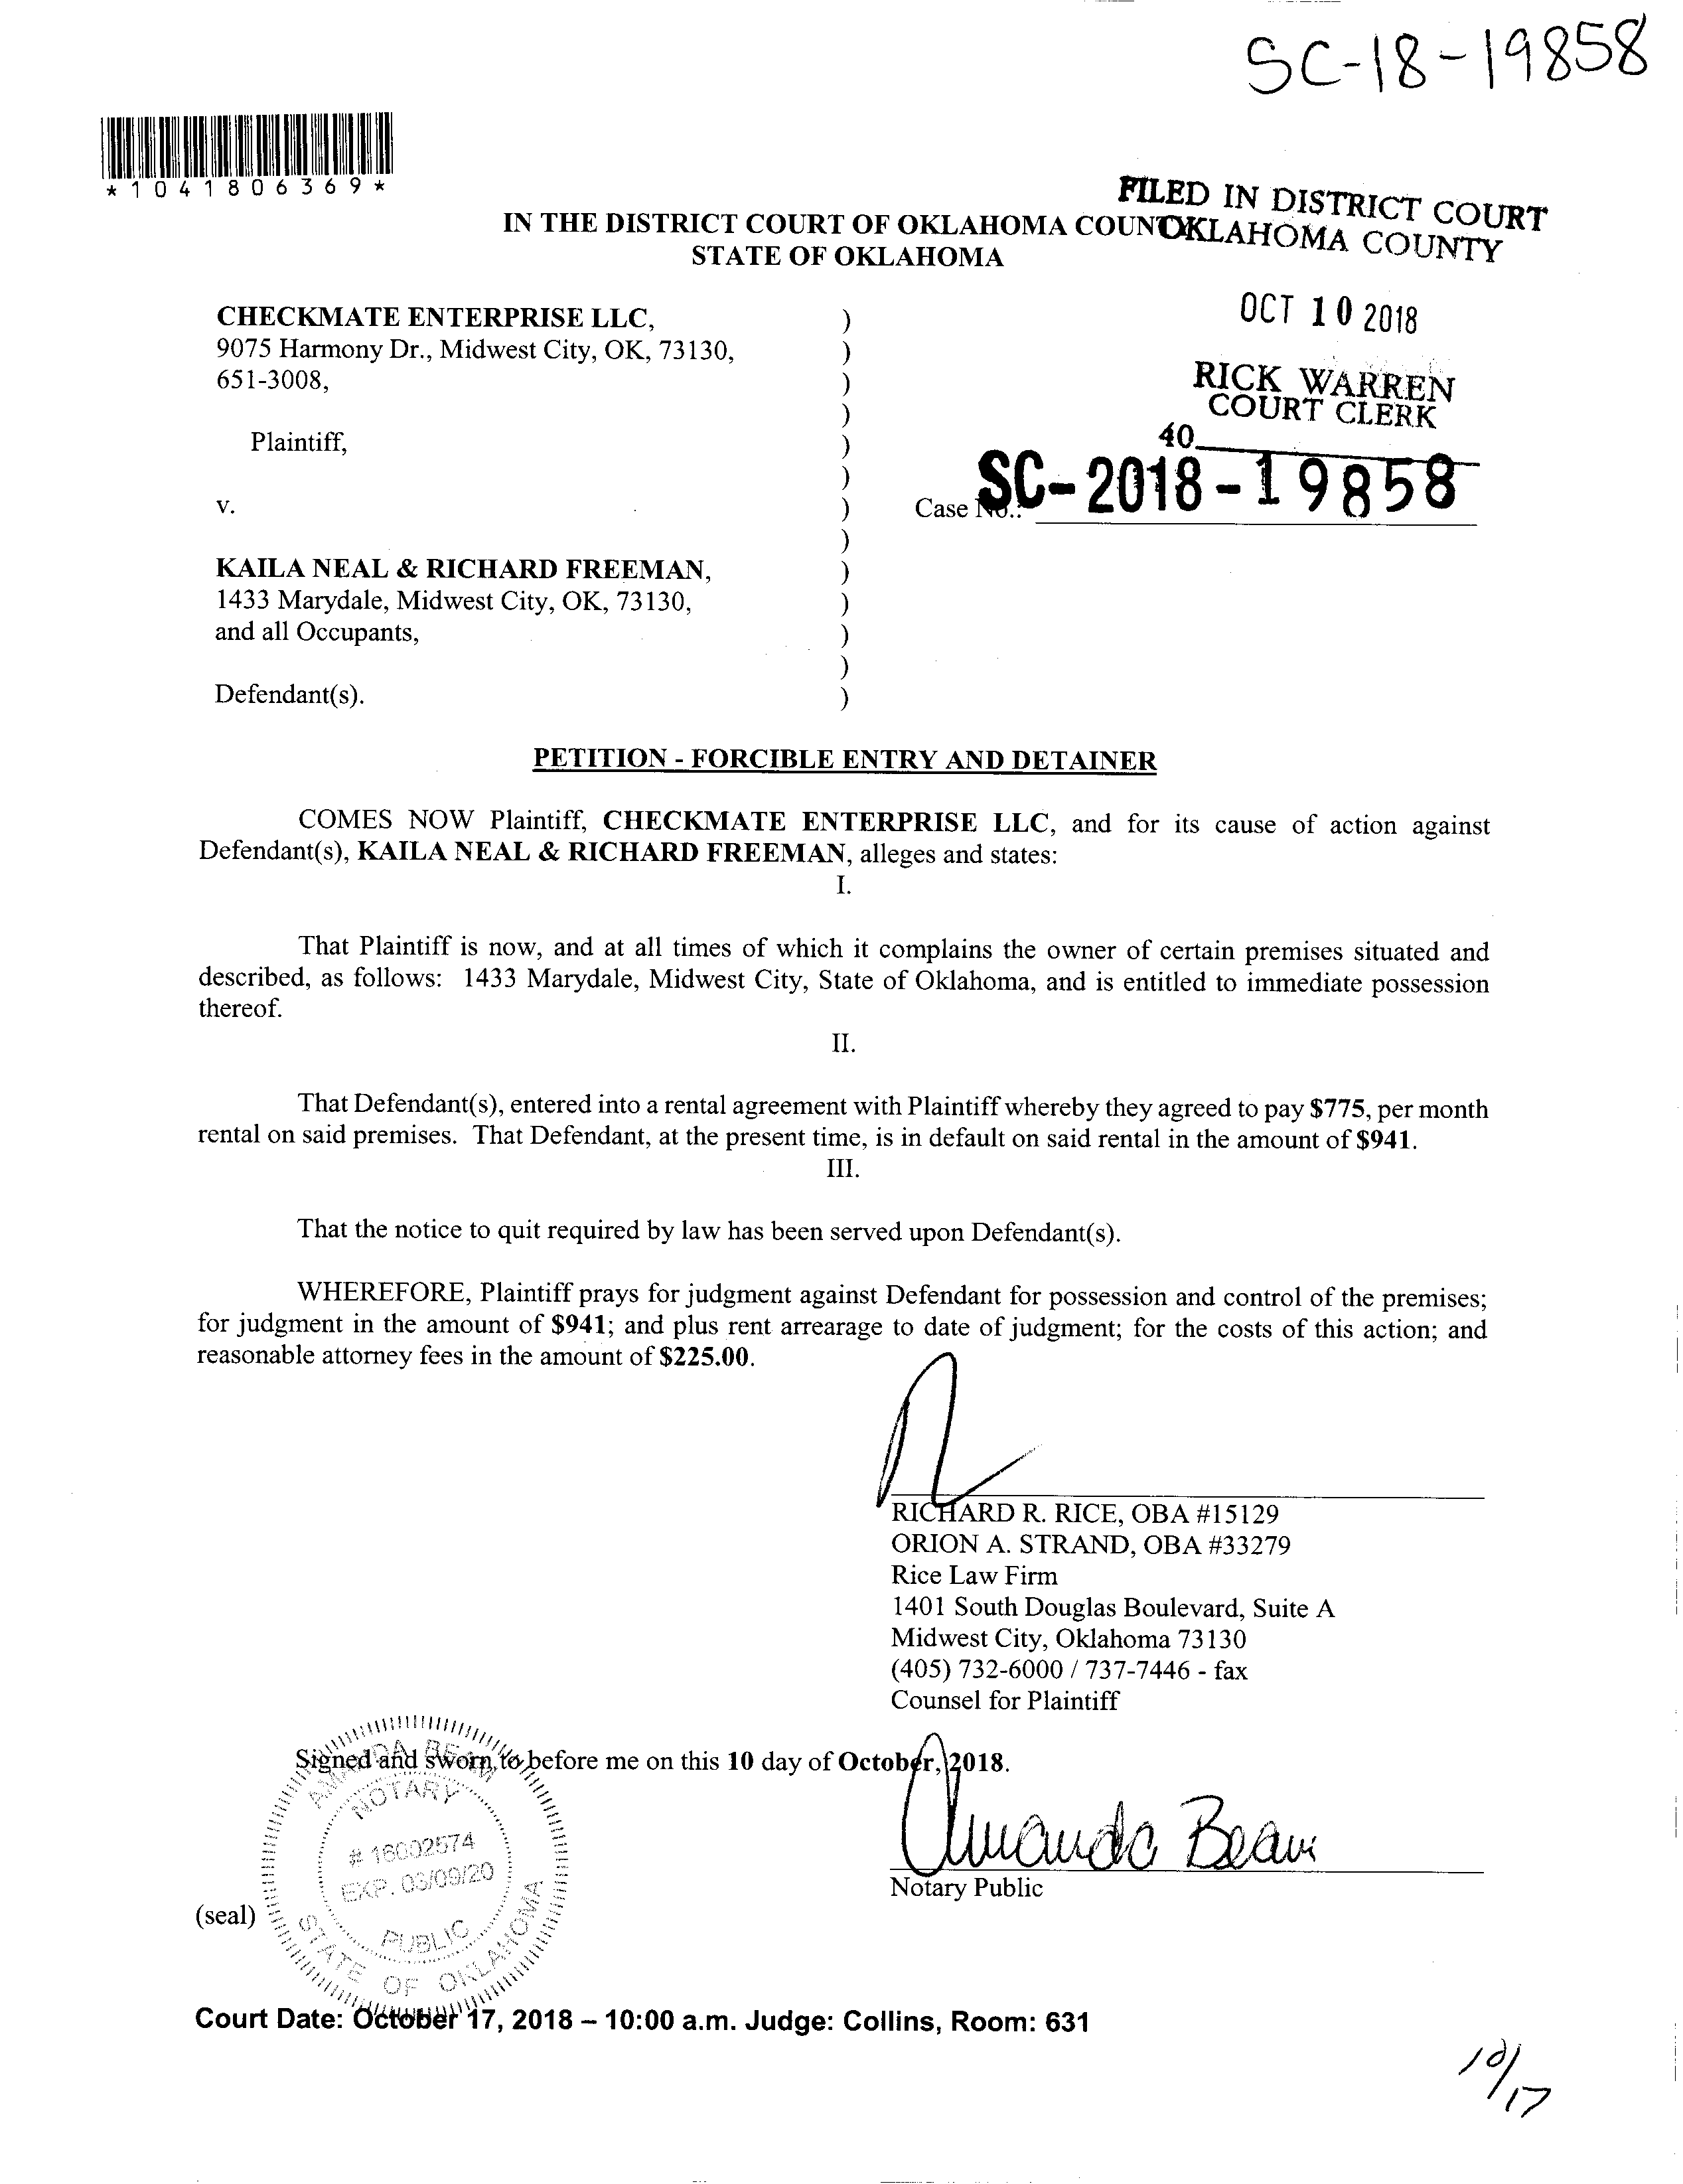 SC-18-19858
*1041806369*
FILED IN DISTRICT COURT
OKLAHOMA COUNTY
IN THE DISTRICT COURT OF OKLAHOMA COUN
STATE OF OKLAHOMA
OCT 10 2018
RICK WARREN
COURT CLERK
40
CHECKMATE ENTERPRISE LLC, )
9075 Harmony Dr., Midwest City, OK, 73130, )
651-3008, )
)
Plaintiff, )
)
v. ) Case No.: SC-2018-19858
)
KAILA NEAL & RICHARD FREEMAN, )
1433 Marydale, Midwest City, OK, 73130, )
and all Occupants, )
)
Defendant(s). )
PETITION - FORCIBLE ENTRY AND DETAINER
COMES NOW Plaintiff, CHECKMATE ENTERPRISE LLC, and for its cause of action against
Defendant(s), KAILA NEAL & RICHARD FREEMAN, alleges and states:
I.
That Plaintiff is now, and at all times of which it complains the owner of certain premises situated and
described, as follows: 1433 Marydale, Midwest City, State of Oklahoma, and is entitled to immediate possession
thereof.
II.
That Defendant(s), entered into a rental agreement with Plaintiff whereby they agreed to pay $775, per month
rental on said premises. That Defendant, at the present time, is in default on said rental in the amount of $941.
III.
That the notice to quit required by law has been served upon Defendant(s).
WHEREFORE, Plaintiff prays for judgment against Defendant for possession and control of the premises;
for judgment in the amount of $941; and plus rent arrearage to date of judgment; for the costs of this action; and
reasonable attorney fees in the amount of $225.00.
RICHARD R. RICE, OBA #15129
ORION A. STRAND, OBA #33279
Rice Law Firm
1401 South Douglas Boulevard, Suite A
Midwest City, Oklahoma 73130
(405) 732-6000 / 737-7446 - fax
Counsel for Plaintiff
Signed and sworn to before me on this 10 day of October, 2018.
AMANDA BEAM
NOTARY
# 16002574
EXP. 03/09/20
PUBLIC
STATE OF OKLAHOMA
Amanda Beam
Notary Public
(seal)
Court Date: October 17, 2018 – 10:00 a.m. Judge: Collins, Room: 631
10/17